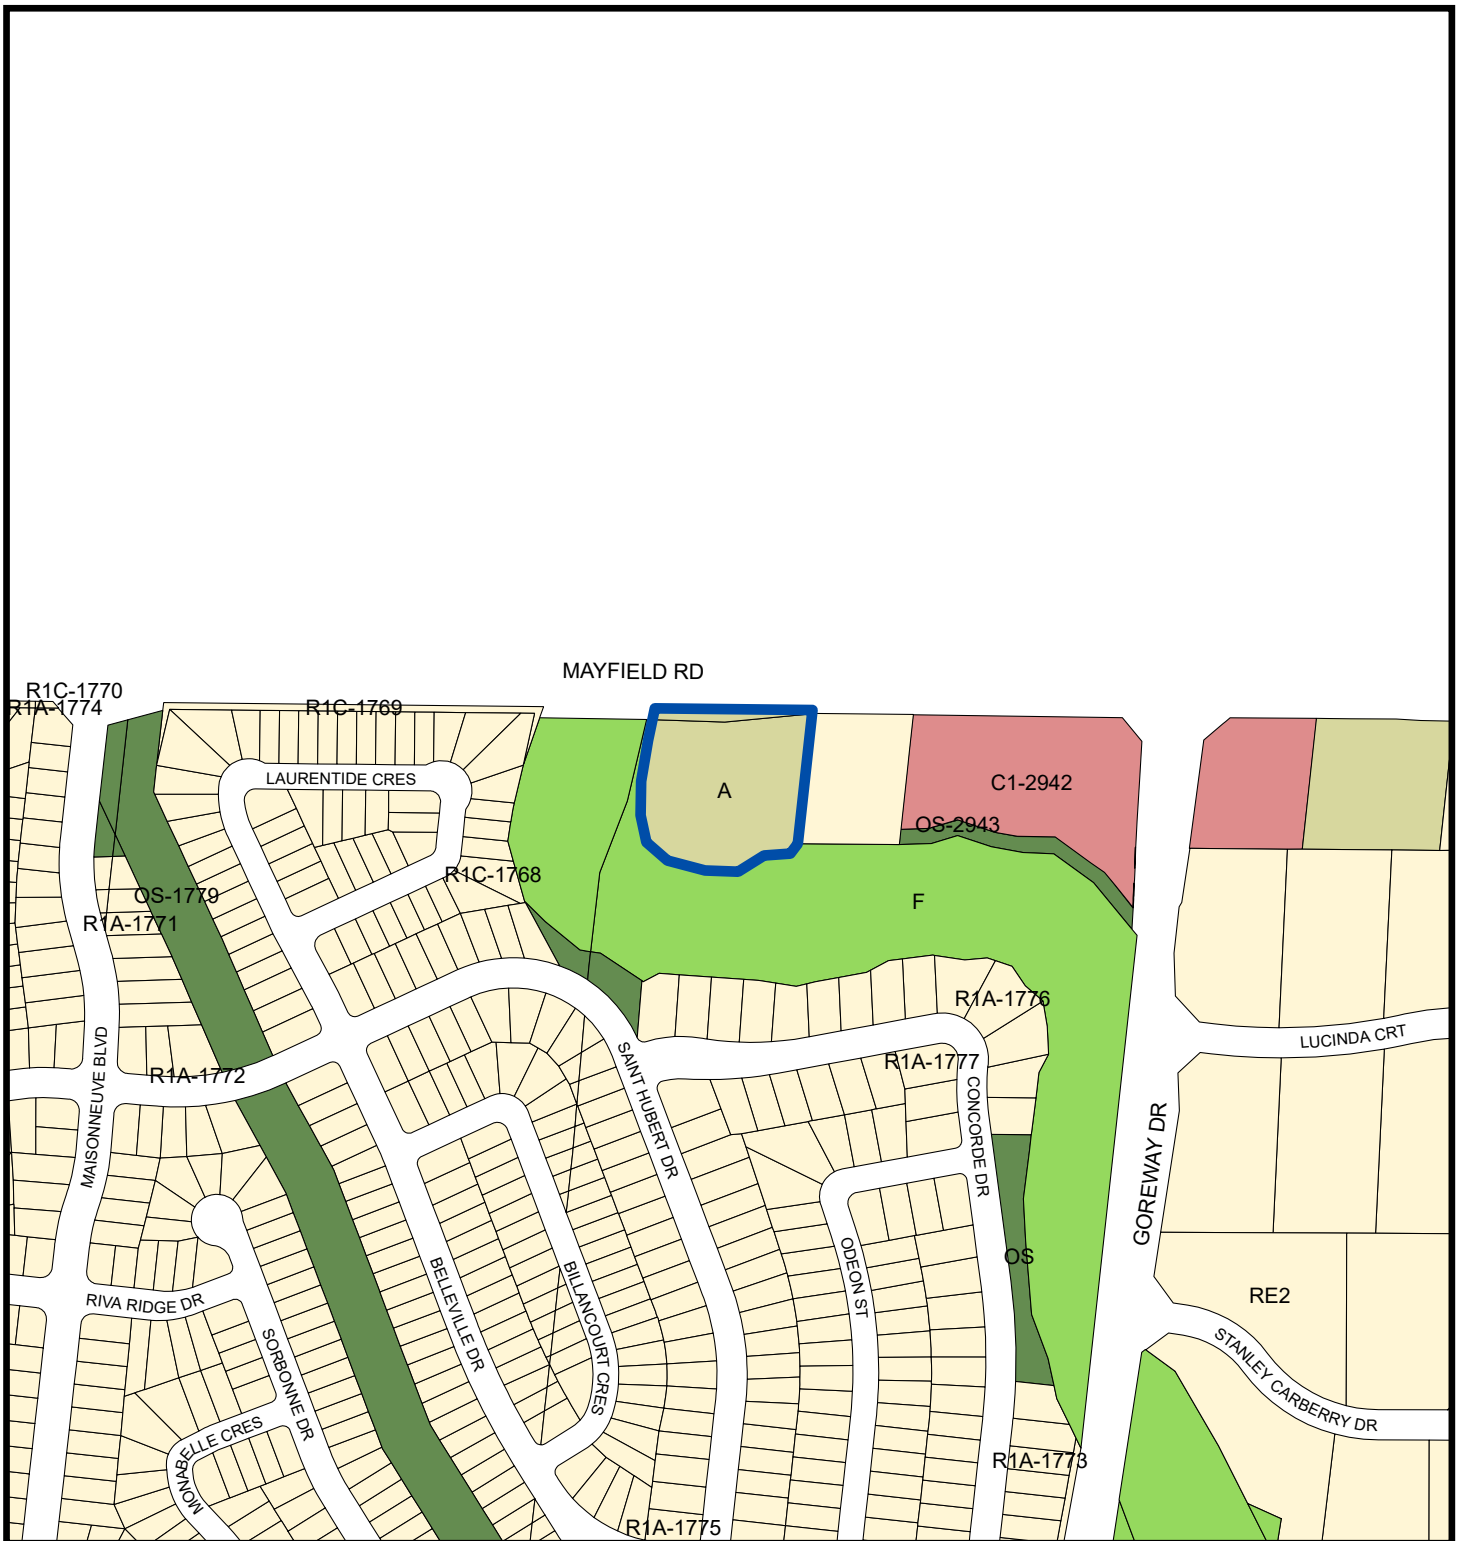 MAYFIELD RD
R1C-1770
R1A-1774
R1C-1769
LAURENTIDE CRES
A
C1-2942
OS-2943
R1C-1768
OS-1779
F
R1A-1771
R1A-1776
LUCINDA CRT
R1A-1777
R1A-1772
MAISONNEUVE BLVD
SAINT HUBERT DR
CONCORDE DR
GOREWAY DR
OS
ODEON ST
RE2
RIVA RIDGE DR
BELLEVILLE DR
BILLANCOURT CRES
SORBONNE DR
STANLEY CARBERRY DR
MONABELLE CRES
R1A-1773
R1A-1775